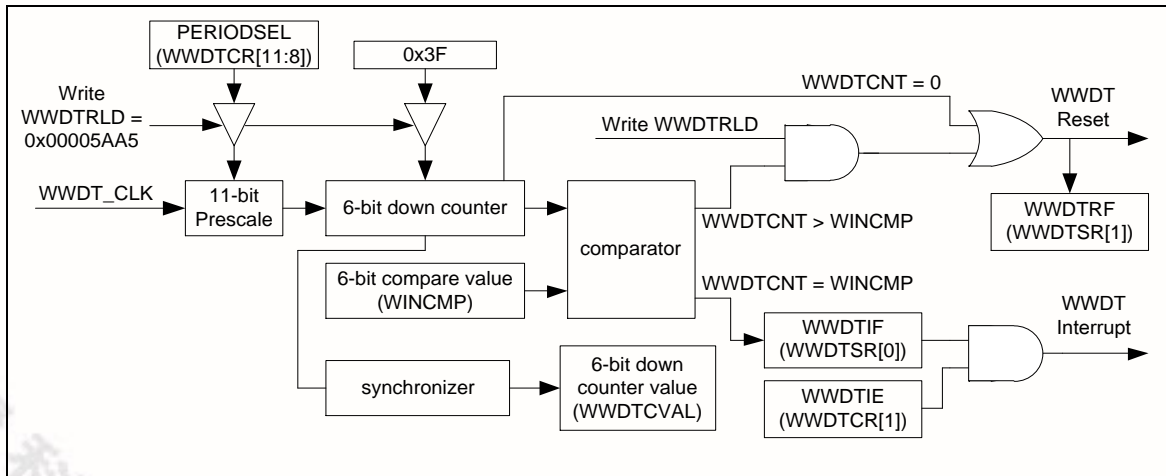 PERIODSEL
(WWDTCR[11:8])
0x3F
Write
WWDTRLD =
0x00005AA5
WWDTCNT = 0
WWDT
Reset
Write WWDTRLD
WWDT_CLK
11-bit
Prescale
6-bit down counter
WWDTRF
(WWDTSR[1])
WWDTCNT > WINCMP
comparator
6-bit compare value
(WINCMP)
WWDTCNT = WINCMP
WWDT
Interrupt
WWDTIF
(WWDTSR[0])
synchronizer
6-bit down
counter value
(WWDTCVAL)
WWDTIE
(WWDTCR[1])